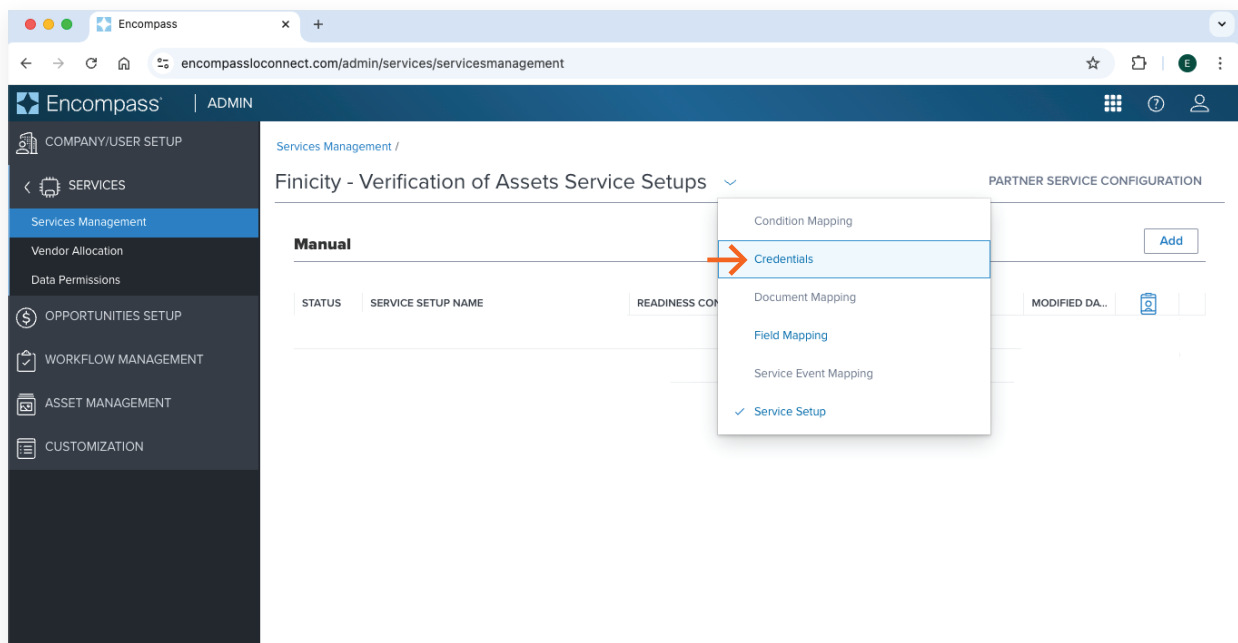 Encompass
encompassloconnect.com/admin/services/servicesmanagement
E
Encompass | ADMIN
COMPANY/USER SETUP
SERVICES
Services Management
Vendor Allocation
Data Permissions
OPPORTUNITIES SETUP
WORKFLOW MANAGEMENT
ASSET MANAGEMENT
CUSTOMIZATION
Services Management /
Finicity - Verification of Assets Service Setups
PARTNER SERVICE CONFIGURATION
Manual
Add
STATUS SERVICE SETUP NAME READINESS CON MODIFIED DA...
Condition Mapping
Credentials
Document Mapping
Field Mapping
Service Event Mapping
Service Setup